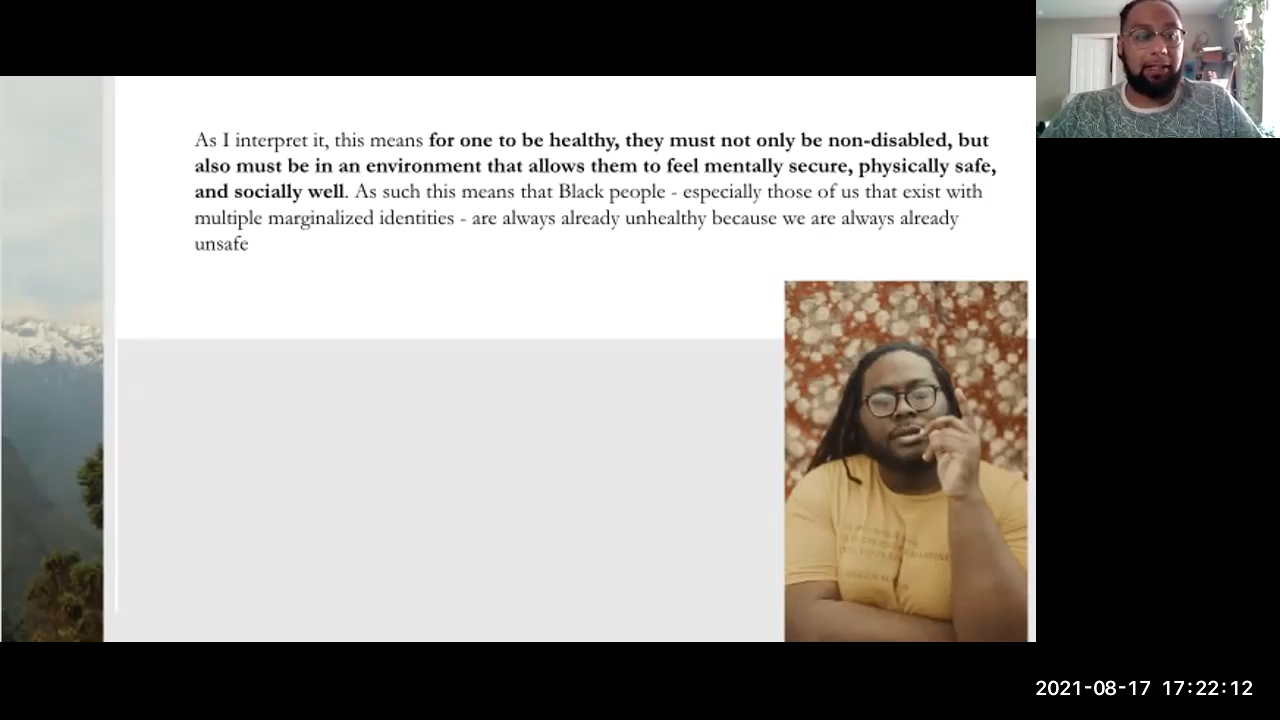 As I interpret it, this means for one to be healthy, they must not only be non-disabled, but
also must be in an environment that allows them to feel mentally secure, physically safe,
and socially well. As such this means that Black people - especially those of us that exist with
multiple marginalized identities - are always already unhealthy because we are always already
unsafe
2021-08-17 17:22:12